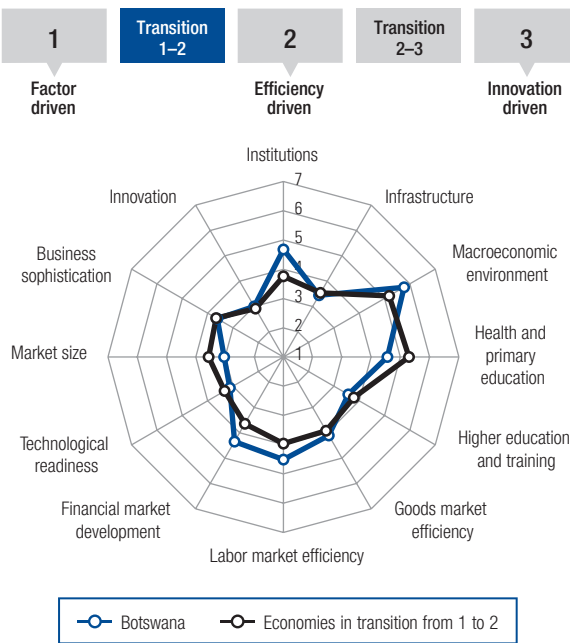 1
Transition
1–2
2
Transition
2–3
3
Factor
driven
Efficiency
driven
Innovation
driven
Institutions
7
Innovation
Infrastructure
6
5
Business
sophistication
Macroeconomic
environment
4
3
2
Market size
1
Health and
primary
education
Technological
readiness
Higher education
and training
Financial market
development
Goods market
efficiency
Labor market efficiency
Botswana
Economies in transition from 1 to 2